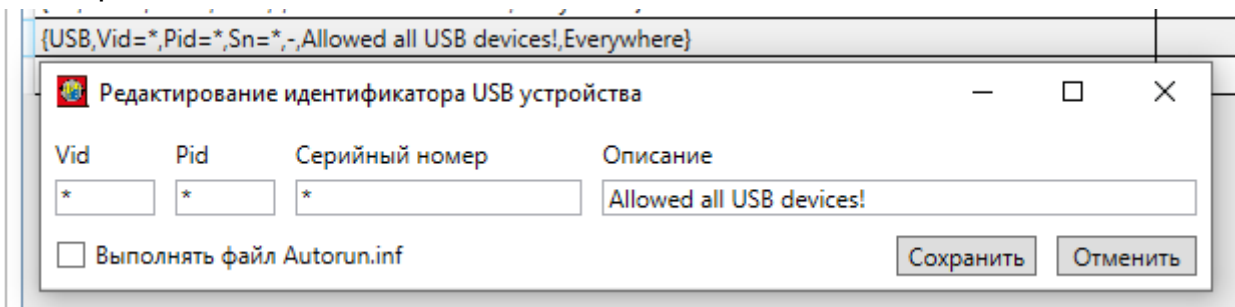 {USB,Vid=*,Pid=*,Sn=*,-,Allowed all USB devices!,Everywhere}
Редактирование идентификатора USB устройства
Vid Pid Серийный номер Описание
* * * Allowed all USB devices!
Выполнять файл Autorun.inf Сохранить Отменить